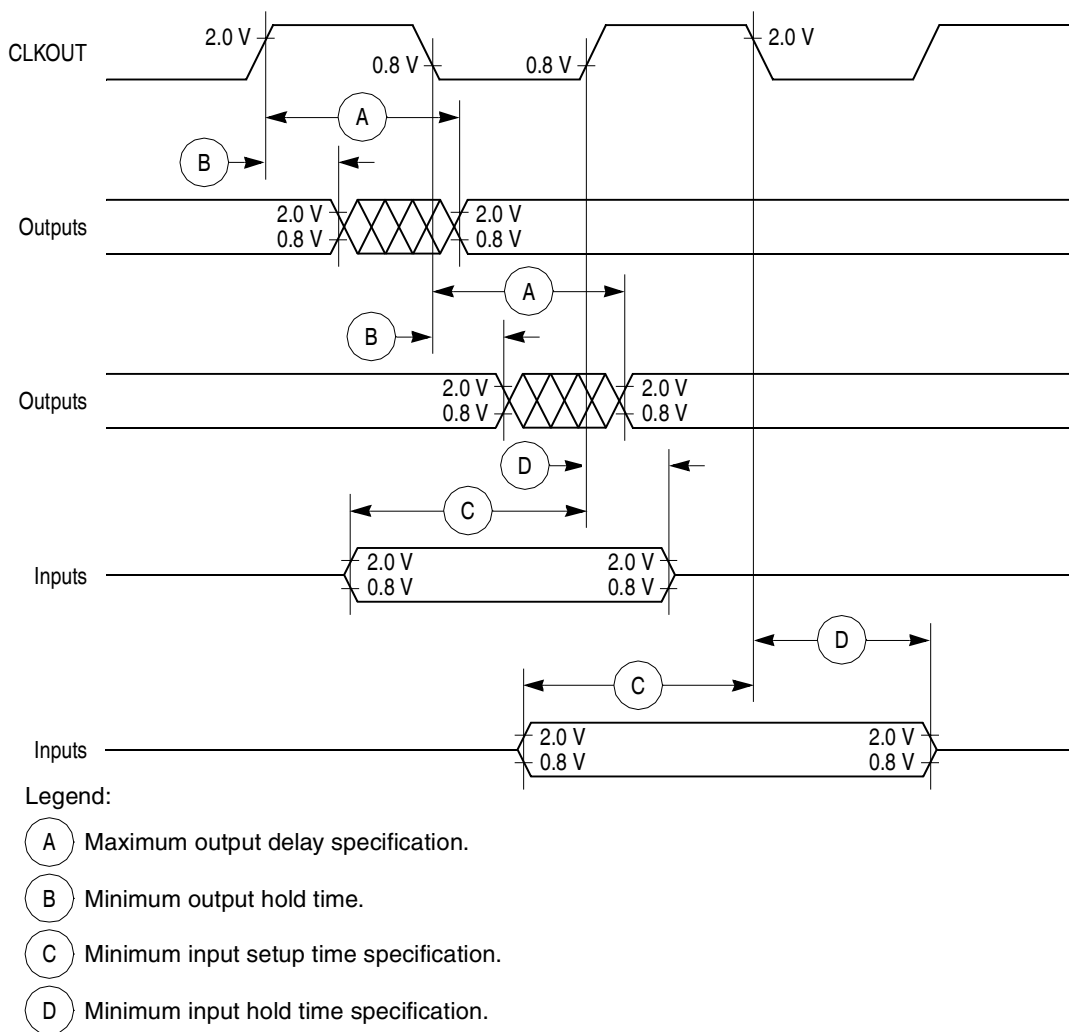 2.0 V
2.0 V
CLKOUT
0.8 V
0.8 V
A
B
2.0 V
2.0 V
Outputs
0.8 V
0.8 V
A
B
2.0 V
2.0 V
Outputs
0.8 V
0.8 V
D
C
2.0 V
2.0 V
Inputs
0.8 V
0.8 V
D
C
2.0 V
2.0 V
Inputs
0.8 V
0.8 V
Legend:
A Maximum output delay specification.
B Minimum output hold time.
C Minimum input setup time specification.
D Minimum input hold time specification.